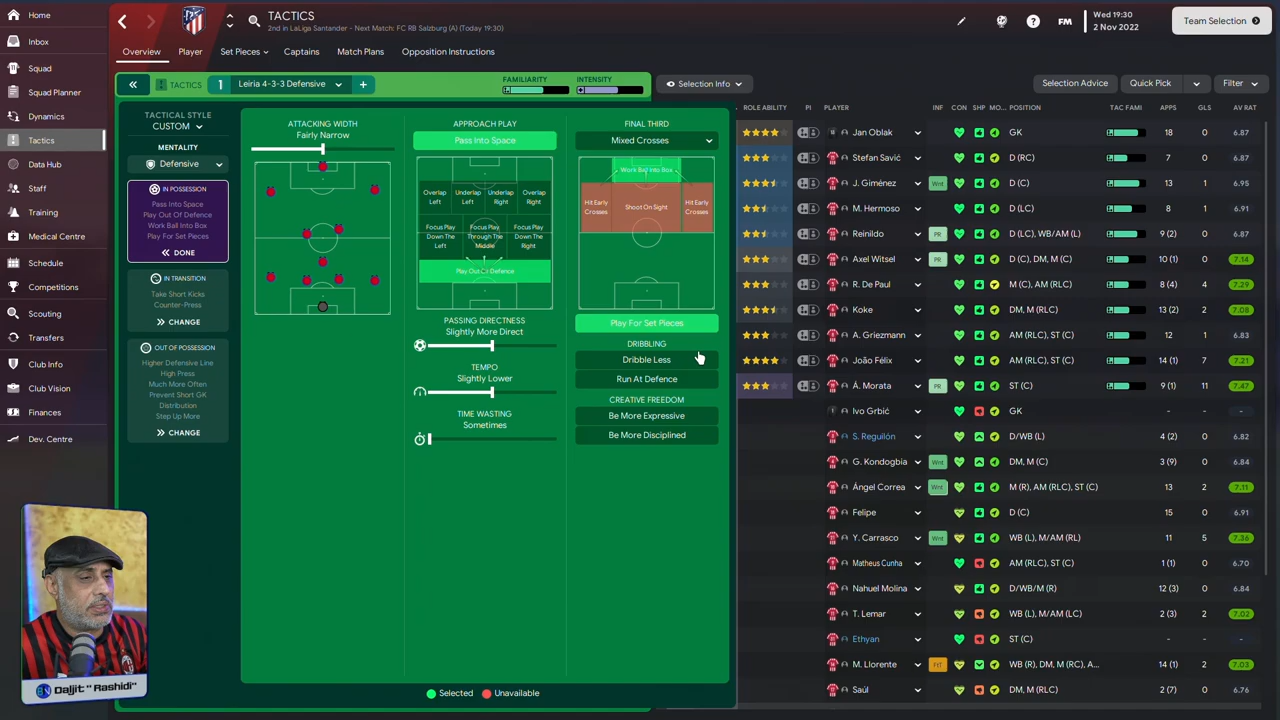 Home
Inbox
Squad
Squad Planner
Dynamics
Tactics
Data Hub
Staff
Training
Medical Centre
Schedule
Competitions
Scouting
Transfers
Club Info
Club Vision
Finances
Dev. Centre
TACTICS
2nd in LaLiga Santander - Next Match: FC RB Salzburg (A) (Today 19:30)
FM
Wed 19:30
2 Nov 2022
Team Selection
Overview
Player
Set Pieces
Captains
Match Plans
Opposition Instructions
TACTICS
1
Leiria 4-3-3 Defensive
FAMILIARITY
INTENSITY
Selection Info
Selection Advice
Quick Pick
Filter
TACTICAL STYLE
CUSTOM
MENTALITY
Defensive
IN POSSESSION
Pass Into Space
Play Out Of Defence
Work Ball Into Box
Play For Set Pieces
DONE
IN TRANSITION
Take Short Kicks
Counter-Press
CHANGE
OUT OF POSSESSION
Higher Defensive Line
High Press
Much More Often
Prevent Short GK
Distribution
Step Up More
CHANGE
ATTACKING WIDTH
Fairly Narrow
APPROACH PLAY
Pass Into Space
Overlap Left
Underlap Left
Underlap Right
Overlap Right
Focus Play Down The Left
Focus Play Through The Middle
Focus Play Down The Right
Play Out Of Defence
PASSING DIRECTNESS
Slightly More Direct
TEMPO
Slightly Lower
TIME WASTING
Sometimes
FINAL THIRD
Mixed Crosses
Work Ball Into Box
Hit Early Crosses
Shoot On Sight
Hit Early Crosses
Play For Set Pieces
DRIBBLING
Dribble Less
Run At Defence
CREATIVE FREEDOM
Be More Expressive
Be More Disciplined
Selected
Unavailable
ROLE ABILITY PI PLAYER INF CON SHP MO... POSITION TAC FAMI APPS GLS AV RAT
Jan Oblak GK 18 - 6.87
Stefan Savić D (RC) 7 0 6.87
J. Giménez Wnt D (C) 14 0 6.95
M. Hermoso D (LC) 9 1 6.91
Reinildo PR D (LC), WB/AM (L) 14 0 6.87
Axel Witsel PR D (C), DM, M (C) 10 (1) 0 7.14
R. De Paul M (C), AM (RLC) 8 (4) 4 7.29
Koke DM, M (C) 13 (2) 0 7.08
A. Griezmann AM (RLC), ST (C) 12 1 6.83
João Félix AM (RLC), ST (C) 14 (1) 7 7.21
Á. Morata PR ST (C) 9 (1) 11 7.47
Ivo Grbić GK - - -
S. Reguilón D/WB (L) 4 (2) 0 6.82
G. Kondogbia Wnt DM, M (C) 3 (9) 0 6.84
Ángel Correa Wnt M (R), AM (RLC), ST (C) 13 2 7.11
Felipe D (C) 15 0 6.91
Y. Carrasco Wnt WB (L), M/AM (RL) 11 5 7.36
Matheus Cunha AM (RLC), ST (C) 1 (1) 0 6.70
Nahuel Molina D/WB/M (R) 12 (3) 0 6.84
T. Lemar WB (L), M/AM (LC) 2 (3) 0 7.02
Ethyan ST (C) - - -
M. Llorente FIT WB (R), DM, M (RC), A... 14 (1) 2 7.03
Saúl DM, M (RLC) 2 (7) 0 6.76
Daljit "Rashidi"